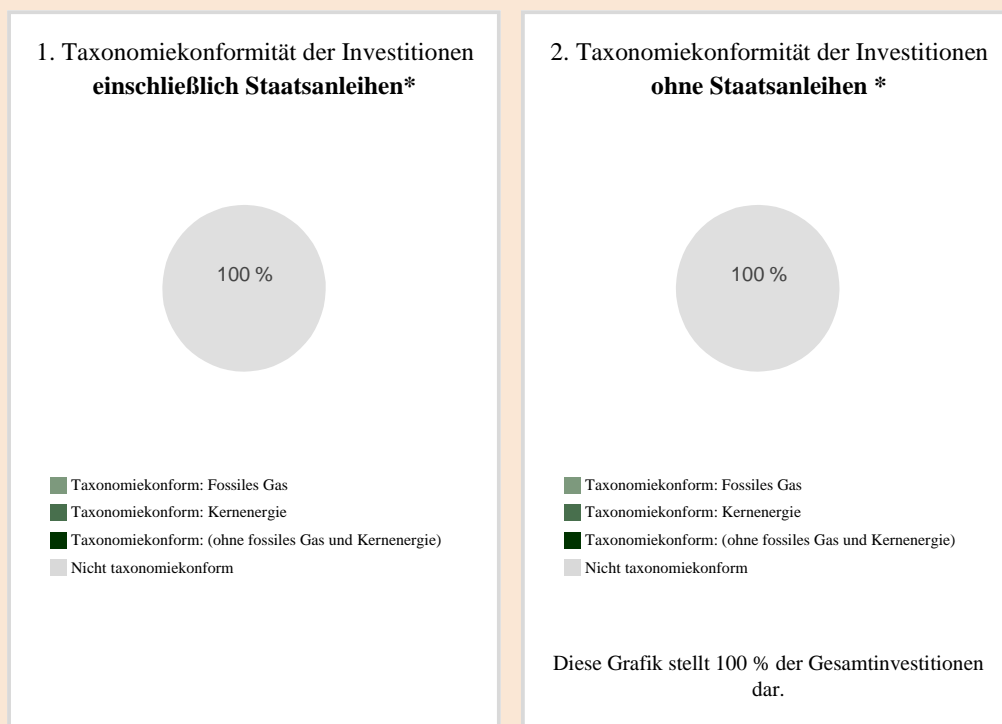 1. Taxonomiekonformität der Investitionen
einschließlich Staatsanleihen*
100 %
Taxonomiekonform: Fossiles Gas
Taxonomiekonform: Kernenergie
Taxonomiekonform: (ohne fossiles Gas und Kernenergie)
Nicht taxonomiekonform
2. Taxonomiekonformität der Investitionen
ohne Staatsanleihen *
100 %
Taxonomiekonform: Fossiles Gas
Taxonomiekonform: Kernenergie
Taxonomiekonform: (ohne fossiles Gas und Kernenergie)
Nicht taxonomiekonform
Diese Grafik stellt 100 % der Gesamtinvestitionen
dar.